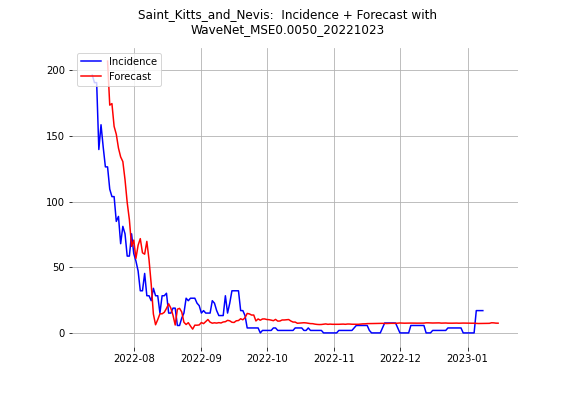 Saint_Kitts_and_Nevis:  Incidence + Forecast with
WaveNet_MSE0.0050_20221023
Incidence
Forecast
200
150
100
50
0
2022-08 2022-09 2022-10 2022-11 2022-12 2023-01